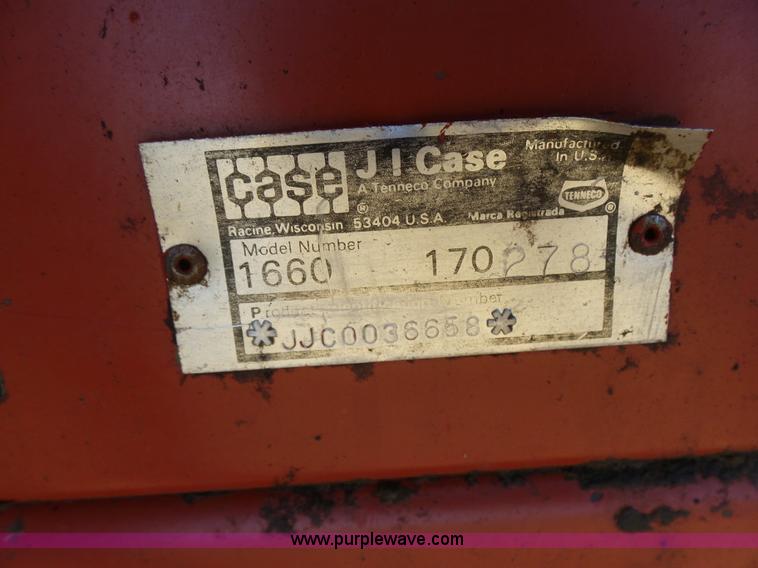 case
J I Case
A Tenneco Company
Manufactured
In U.S.
TENNECO
®
®
Racine, Wisconsin 53404 U.S.A. Marca Registrada
Model Number
1660 170278
Number
*JJC0036658*
www.purplewave.com